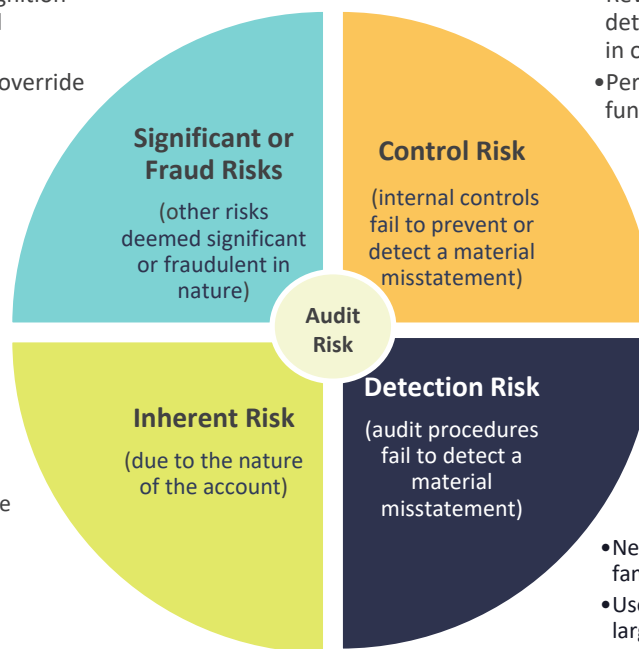 override
Significant or
Fraud Risks
(other risks
deemed significant
or fraudulent in
nature)
Control Risk
(internal controls
fail to prevent or
detect a material
misstatement)
in
Audit
Risk
Inherent Risk
(due to the nature
of the account)
Detection Risk
(audit procedures
fail to detect a
material
misstatement)